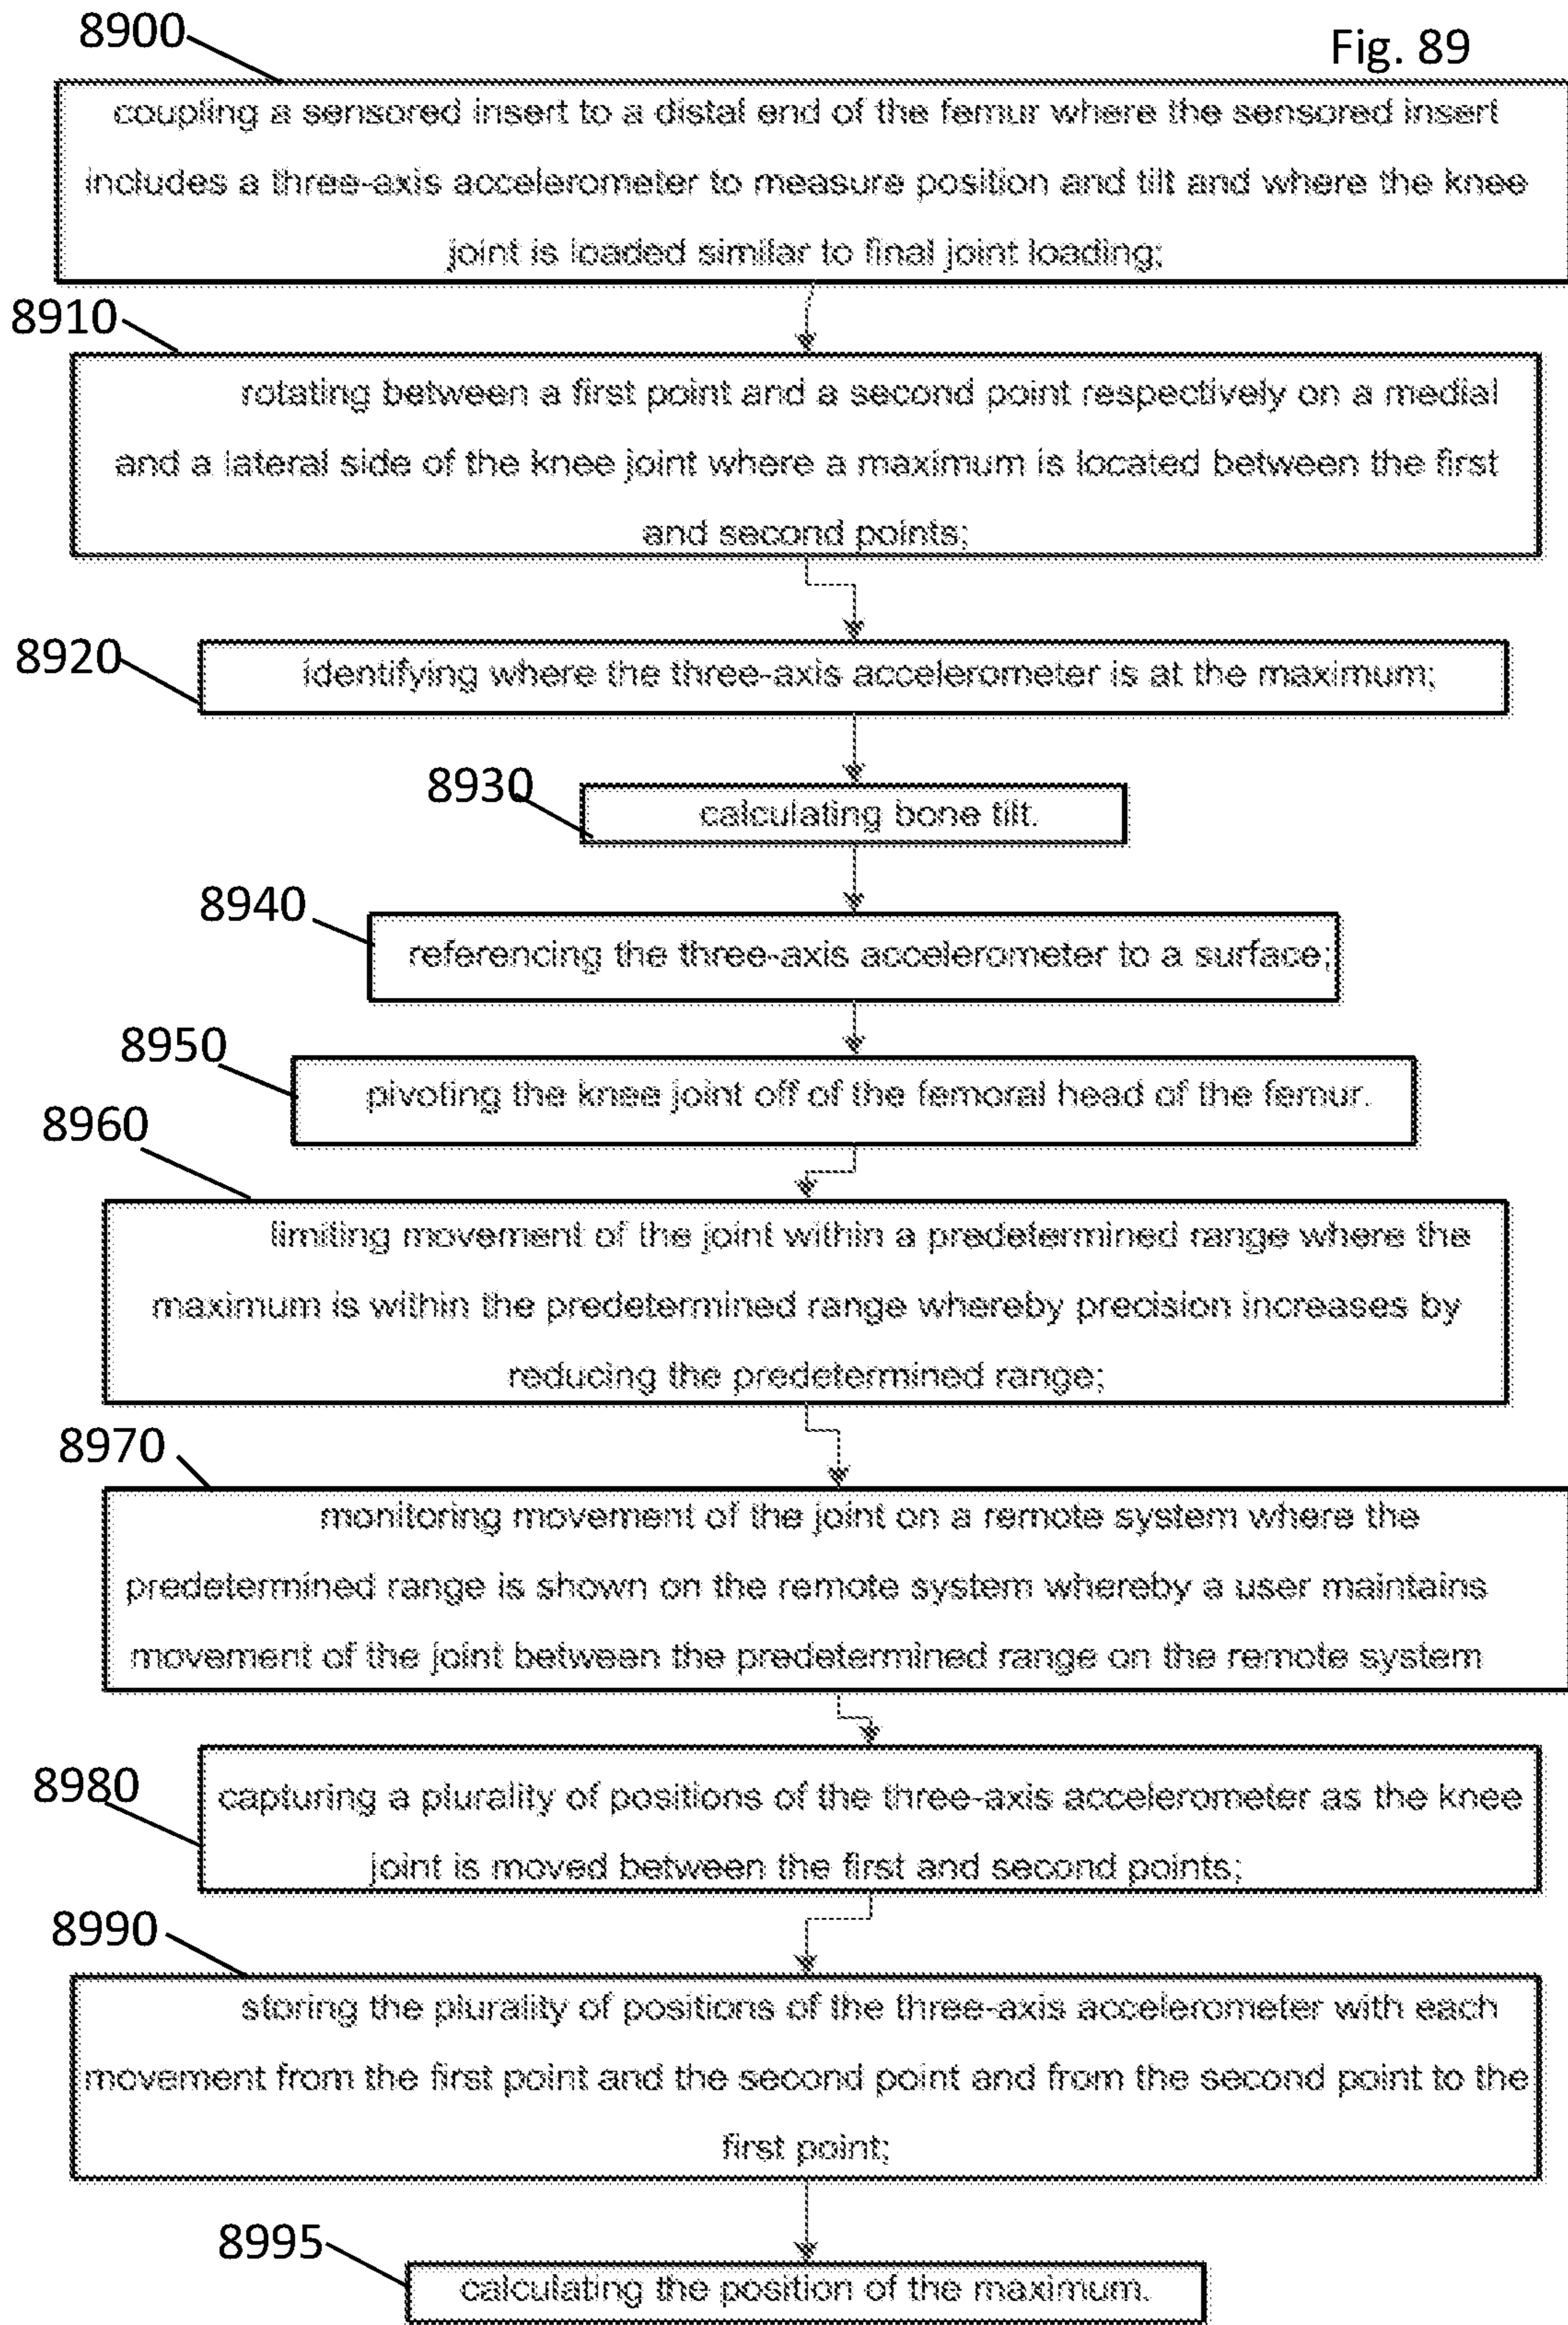 8900
Fig. 89
coupling a sensored insert to a distal end of the femur where the sensored insert
includes a three-axis accelerometer to measure position and tilt and where the knee
joint is loaded similar to final joint loading;
8910
rotating between a first point and a second point respectively on a medial
and a lateral side of the knee joint where a maximum is located between the first
and second points;
8920
identifying where the three-axis accelerometer is at the maximum;
8930
calculating bone tilt.
8940
referencing the three-axis accelerometer to a surface;
8950
pivoting the knee joint off of the femoral head of the femur.
8960
limiting movement of the joint within a predetermined range where the
maximum is within the predetermined range whereby precision increases by
reducing the predetermined range;
8970
monitoring movement of the joint on a remote system where the
predetermined range is shown on the remote system whereby a user maintains
movement of the joint between the predetermined range on the remote system
8980
capturing a plurality of positions of the three-axis accelerometer as the knee
joint is moved between the first and second points;
8990
storing the plurality of positions of the three-axis accelerometer with each
movement from the first point and the second point and from the second point to the
first point;
8995
calculating the position of the maximum.